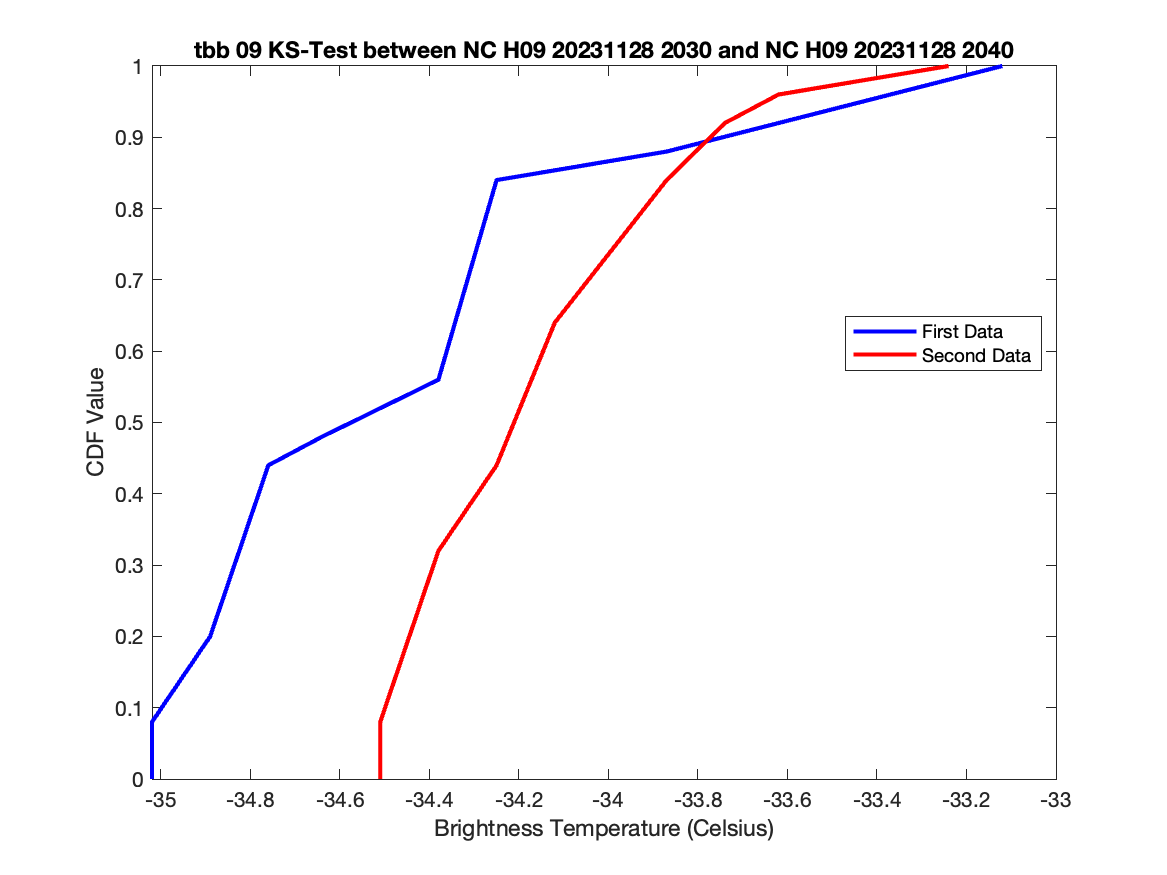 tbb 09 KS-Test between NC H09 20231128 2030 and NC H09 20231128 2040
1
0.9
0.8
0.7
0.6
0.5
0.4
0.3
0.2
0.1
0
CDF Value
First Data
Second Data
-35 -34.8 -34.6 -34.4 -34.2 -34 -33.8 -33.6 -33.4 -33.2 -33
Brightness Temperature (Celsius)